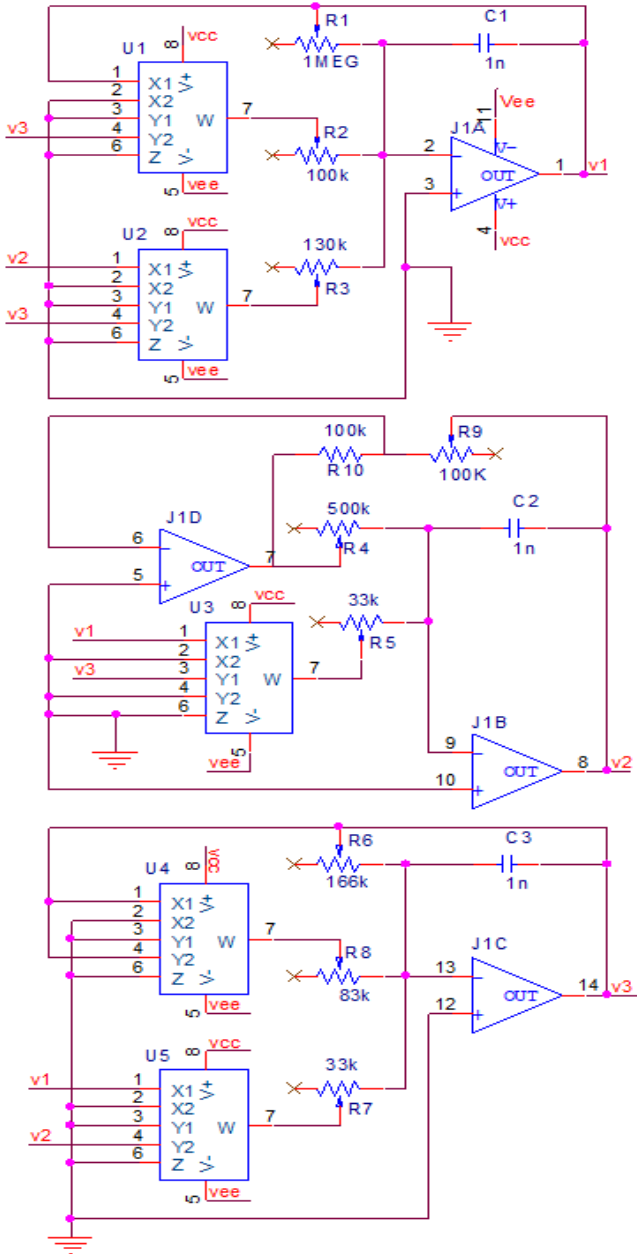 R1
C1
U1
8
vcc
1MEG
1n
1
2
3
4
6
X1
X2
Y1
Y2
Z
V+
V-
W
7
v3
R2
100k
5
vee
Vee
11
J1A
2
3
V-
OUT
V+
1
v1
4
vcc
U2
8
vcc
130k
R3
v2
v3
1
2
3
4
6
X1
X2
Y1
Y2
Z
V+
V-
W
7
5
vee
100k
R10
R9
100K
500k
R4
C2
1n
J1D
6
5
OUT
7
U3
8
vcc
33k
R5
v1
v3
1
2
3
4
6
X1
X2
Y1
Y2
Z
V+
V-
W
7
5
vee
J1B
9
10
OUT
8
v2
R6
166k
C3
1n
U4
8
vcc
1
2
3
4
6
X1
X2
Y1
Y2
Z
V+
V-
W
7
R8
83k
5
vee
J1C
13
12
OUT
14
v3
U5
8
vcc
33k
R7
v1
v2
1
2
3
4
6
X1
X2
Y1
Y2
Z
V+
V-
W
7
5
vee